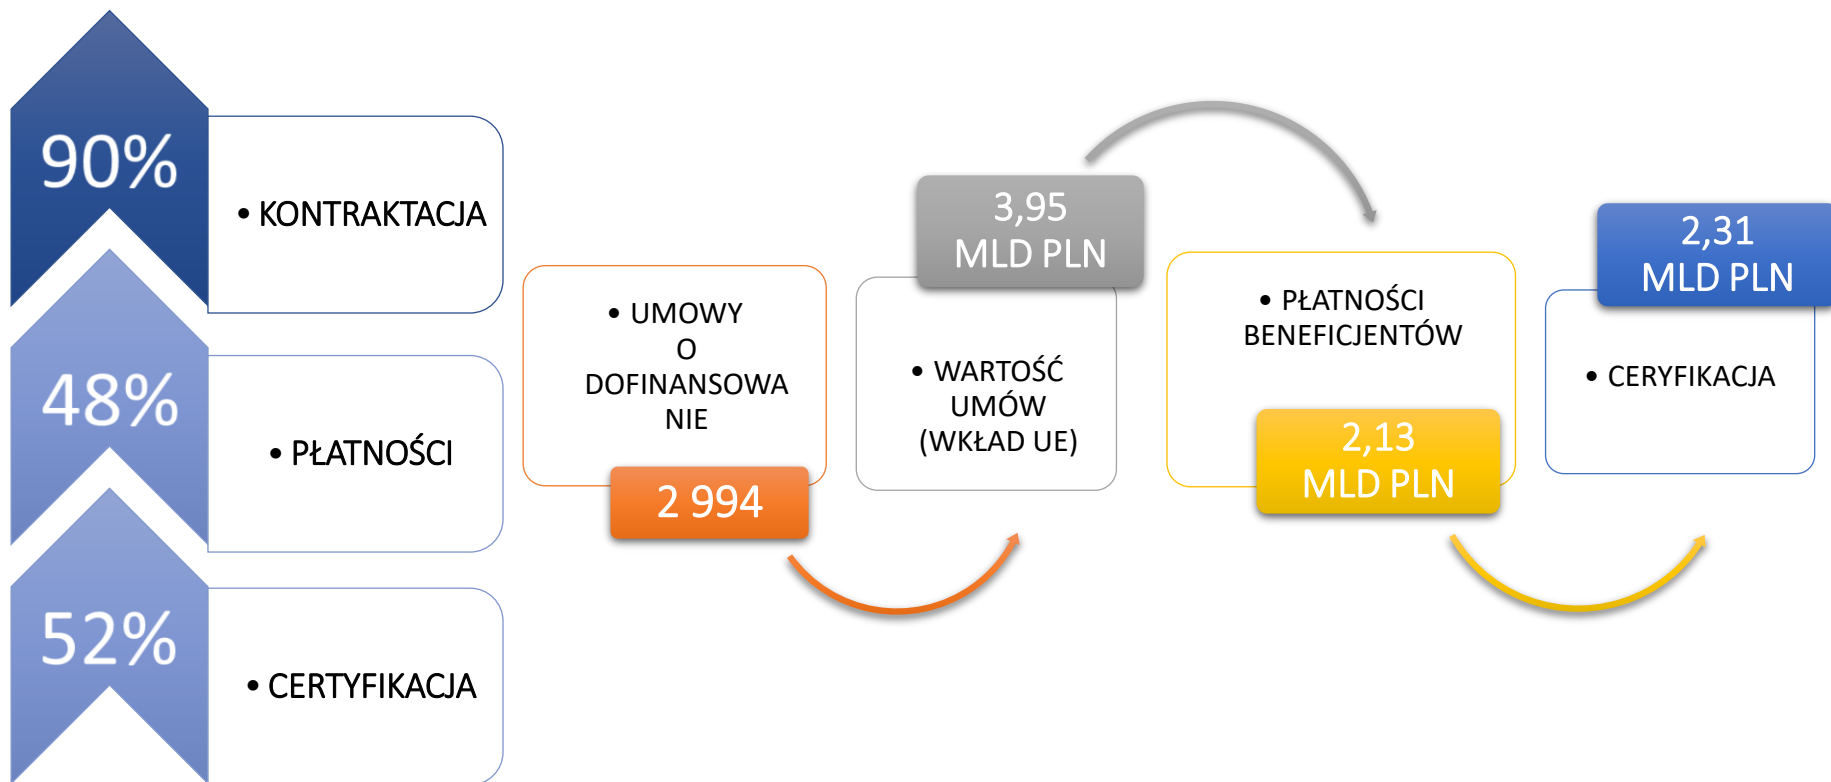 90%
• KONTRAKTACJA
48%
• PŁATNOŚCI
52%
• CERTYFIKACJA
• UMOWY
O
DOFINANSOWA
NIE
2 994
3,95
MLD PLN
• WARTOŚĆ
UMÓW
(WKŁAD UE)
• PŁATNOŚCI
BENEFICJENTÓW
2,13
MLD PLN
2,31
MLD PLN
• CERYFIKACJA